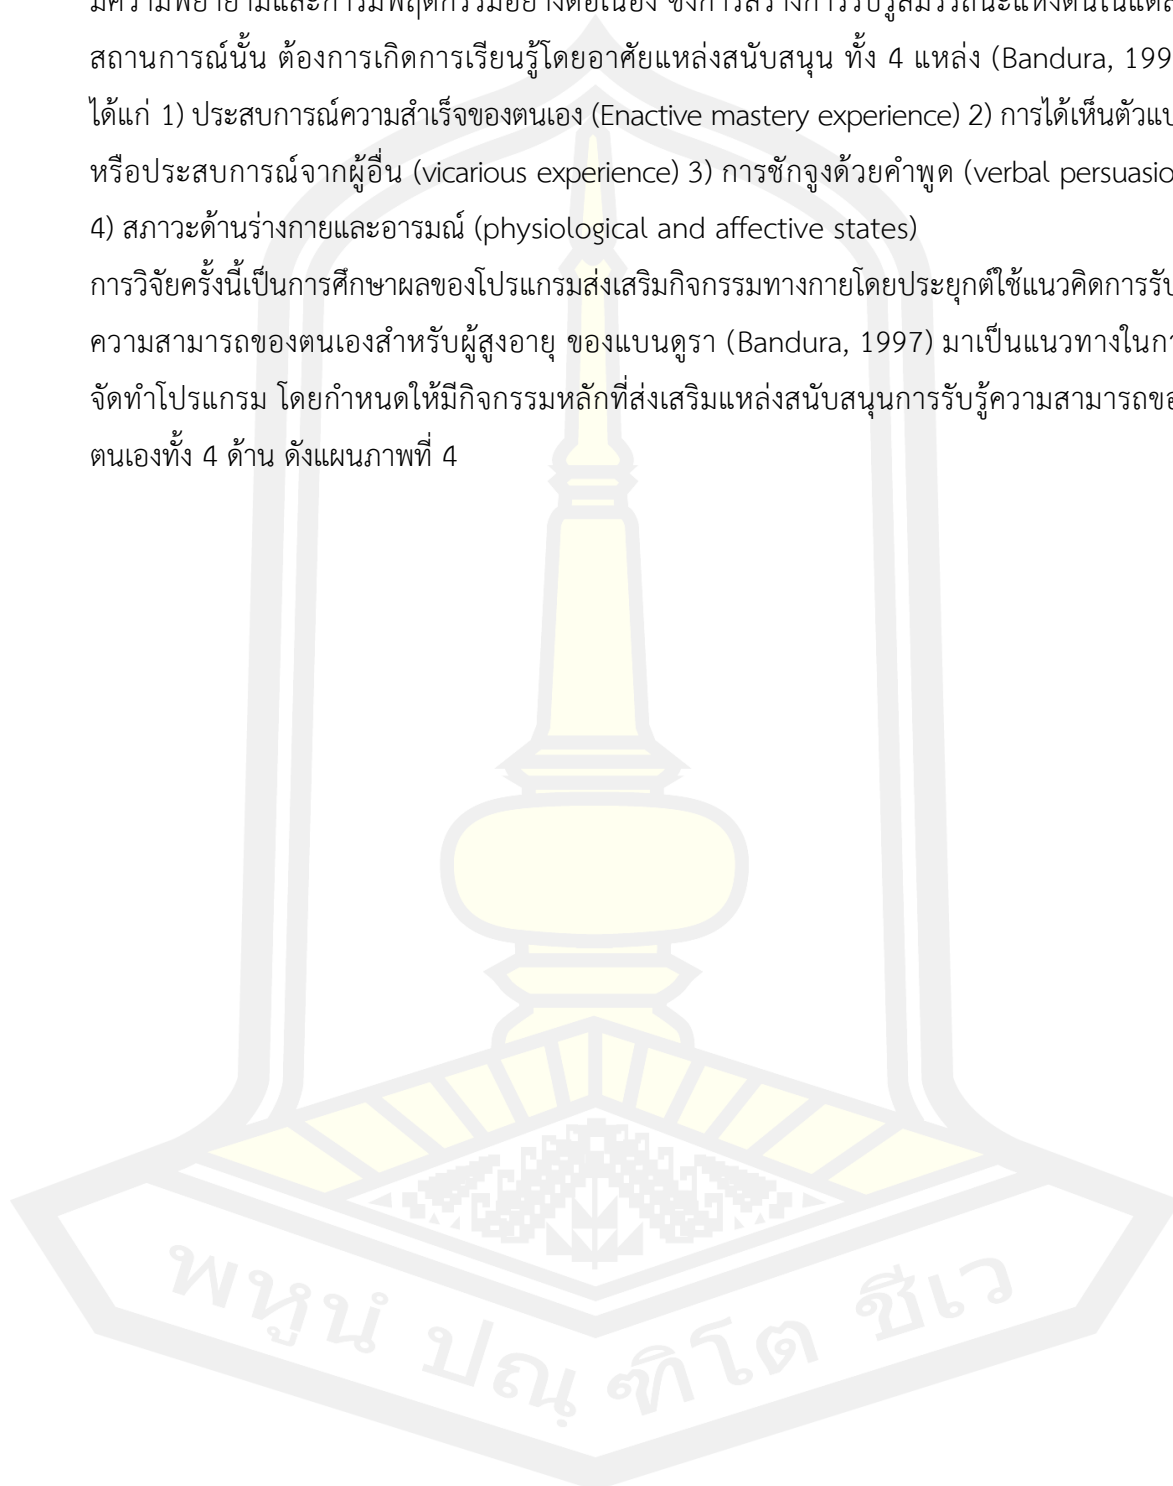 สถานการณ์นั้น ต้องการเกิดการเรียนรู้โดยอาศัยแหล่งสนับสนุน ทั้ง 4 แหล่ง (Bandura, 199
ได้แก่ 1) ประสบการณ์ความสำเร็จของตนเอง (Enactive mastery experience) 2) การได้เห็นตัวแบ
หรือประสบการณ์จากผู้อื่น (vicarious experience) 3) การชักจูงด้วยคำพูด (verbal persuasio
4) สภาวะด้านร่างกายและอารมณ์ (physiological and affective states)
การวิจัยครั้งนี้เป็นการศึกษาผลของโปรแกรมส่งเสริมกิจกรรมทางกายโดยประยุกต์ใช้แนวคิดการรับ
ความสามารถของตนเองสำหรับผู้สูงอายุ ของแบนดูรา (Bandura, 1997) มาเป็นแนวทางในกา
จัดทำโปรแกรม โดยกำหนดให้มีกิจกรรมหลักที่ส่งเสริมแหล่งสนับสนุนการรับรู้ความสามารถขอ
ตนเองทั้ง 4 ด้าน ดังแผนภาพที่ 4
พหูนํ ปณฺฑิโต ชีเว